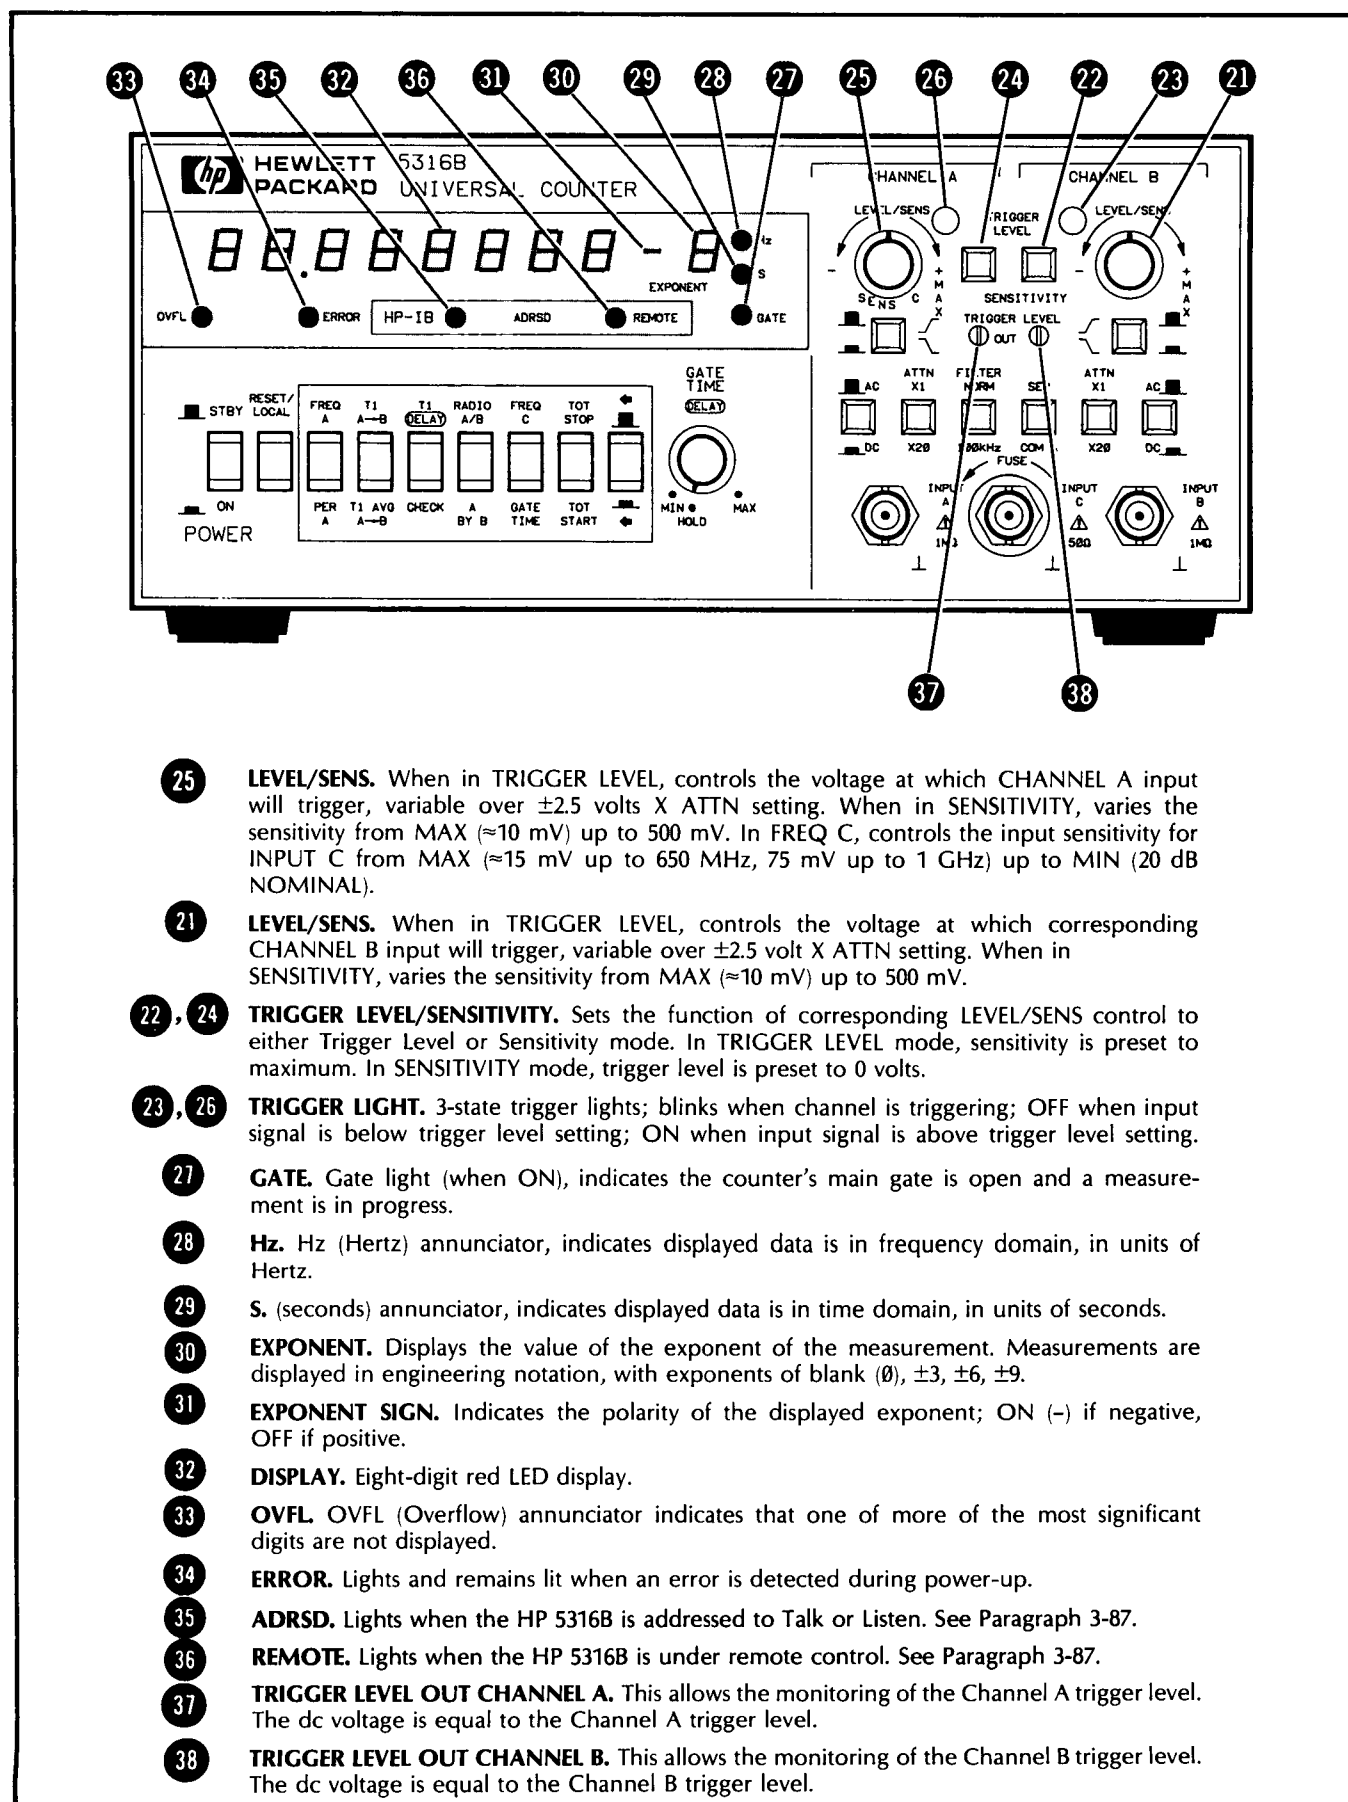 33 34 35 32 36 31 30 29 28 27 25 26 24 22 23 21
hp HEWLETT PACKARD 5316B UNIVERSAL COUNTER
CHANNEL A CHANNEL B
LEVEL/SENS TRIGGER LEVEL LEVEL/SENS
88.888888 - 8 Hz
S
EXPONENT
- + MAX - + MAX
SENS C SENSITIVITY
OVFL ERROR HP-IB ADRSD REMOTE GATE
TRIGGER LEVEL
OUT
GATE TIME DELAY
STBY RESET/LOCAL
FREQ A T1 A→B T1 DELAY RADIO A/B FREQ C TOT STOP
AC ATTN X1 FILTER NORM SEP ATTN X1 AC
DC X20 100kHz COM X20 DC
FUSE
ON
POWER
PER A T1 AVG A→B CHECK A BY B GATE TIME TOT START
MIN HOLD MAX
INPUT A 1MΩ INPUT C 50Ω INPUT B 1MΩ
37 38
25 LEVEL/SENS. When in TRIGGER LEVEL, controls the voltage at which CHANNEL A input
will trigger, variable over ±2.5 volts X ATTN setting. When in SENSITIVITY, varies the
sensitivity from MAX (≈10 mV) up to 500 mV. In FREQ C, controls the input sensitivity for
INPUT C from MAX (≈15 mV up to 650 MHz, 75 mV up to 1 GHz) up to MIN (20 dB
NOMINAL).
21 LEVEL/SENS. When in TRIGGER LEVEL, controls the voltage at which corresponding
CHANNEL B input will trigger, variable over ±2.5 volt X ATTN setting. When in
SENSITIVITY, varies the sensitivity from MAX (≈10 mV) up to 500 mV.
22, 24 TRIGGER LEVEL/SENSITIVITY. Sets the function of corresponding LEVEL/SENS control to
either Trigger Level or Sensitivity mode. In TRIGGER LEVEL mode, sensitivity is preset to
maximum. In SENSITIVITY mode, trigger level is preset to 0 volts.
23, 26 TRIGGER LIGHT. 3-state trigger lights; blinks when channel is triggering; OFF when input
signal is below trigger level setting; ON when input signal is above trigger level setting.
27 GATE. Gate light (when ON), indicates the counter's main gate is open and a measure-
ment is in progress.
28 Hz. Hz (Hertz) annunciator, indicates displayed data is in frequency domain, in units of
Hertz.
29 S. (seconds) annunciator, indicates displayed data is in time domain, in units of seconds.
30 EXPONENT. Displays the value of the exponent of the measurement. Measurements are
displayed in engineering notation, with exponents of blank (Ø), ±3, ±6, ±9.
31 EXPONENT SIGN. Indicates the polarity of the displayed exponent; ON (–) if negative,
OFF if positive.
32 DISPLAY. Eight-digit red LED display.
33 OVFL. OVFL (Overflow) annunciator indicates that one of more of the most significant
digits are not displayed.
34 ERROR. Lights and remains lit when an error is detected during power-up.
35 ADRSD. Lights when the HP 5316B is addressed to Talk or Listen. See Paragraph 3-87.
36 REMOTE. Lights when the HP 5316B is under remote control. See Paragraph 3-87.
37 TRIGGER LEVEL OUT CHANNEL A. This allows the monitoring of the Channel A trigger level.
The dc voltage is equal to the Channel A trigger level.
38 TRIGGER LEVEL OUT CHANNEL B. This allows the monitoring of the Channel B trigger level.
The dc voltage is equal to the Channel B trigger level.